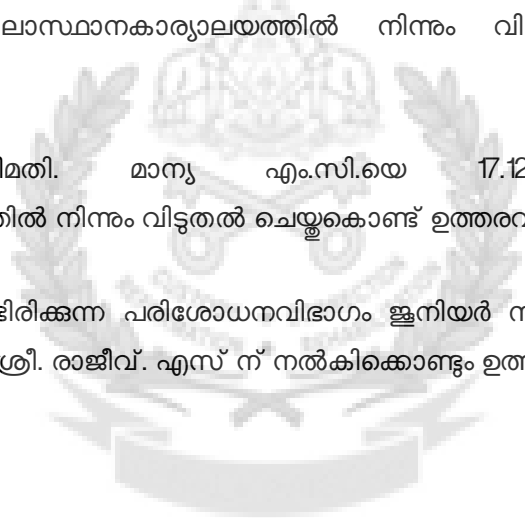 ലാസ്ഥാനകാര്യാലയത്തിൽ നിന്നും വി
മതി. മാന്യ എം.സി.യെ 17.12
ത്തിൽ നിന്നും വിടുതൽ ചെയ്തുകൊണ്ട് ഉത്തരവ
ടിരിക്കുന്ന പരിശോധനവിഭാഗം ജൂനിയർ സ
ശ്രീ. രാജീവ്. എസ് ന് നൽകിക്കൊണ്ടും ഉത്ത